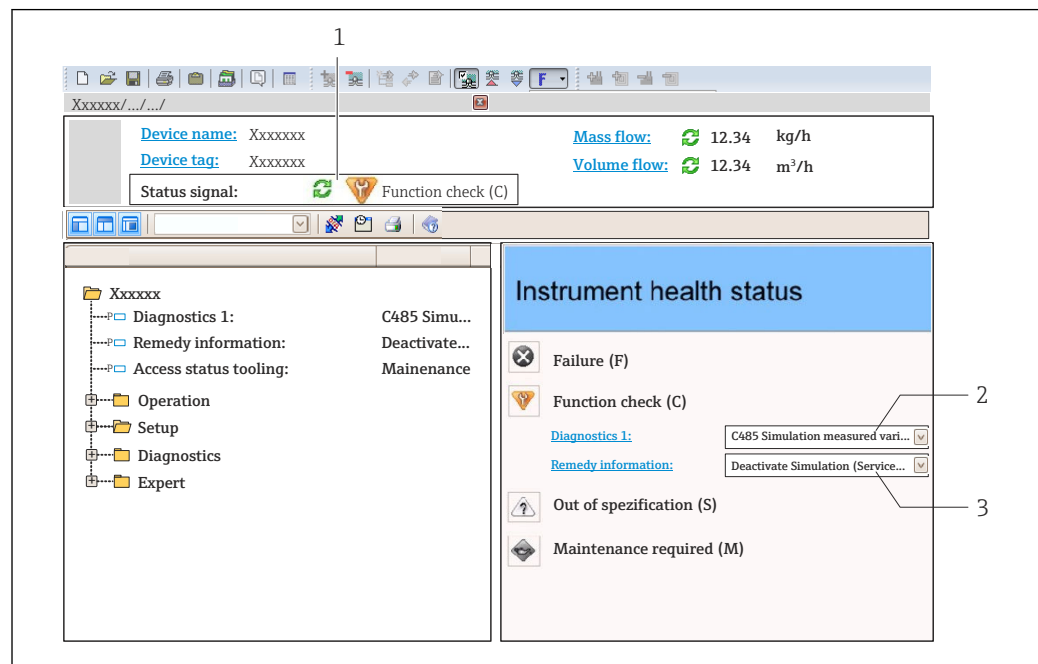 1
F
Xxxxxx/.../.../
Device name: Xxxxxxx
Mass flow: 12.34 kg/h
Device tag: Xxxxxxx
Volume flow: 12.34 m³/h
Status signal: Function check (C)
Xxxxxx
Diagnostics 1: C485 Simu...
Remedy information: Deactivate...
Access status tooling: Mainenance
Operation
Setup
Diagnostics
Expert
Instrument health status
Failure (F)
Function check (C)
2
Diagnostics 1: C485 Simulation measured vari...
Remedy information: Deactivate Simulation (Service...
Out of spezification (S)
3
Maintenance required (M)